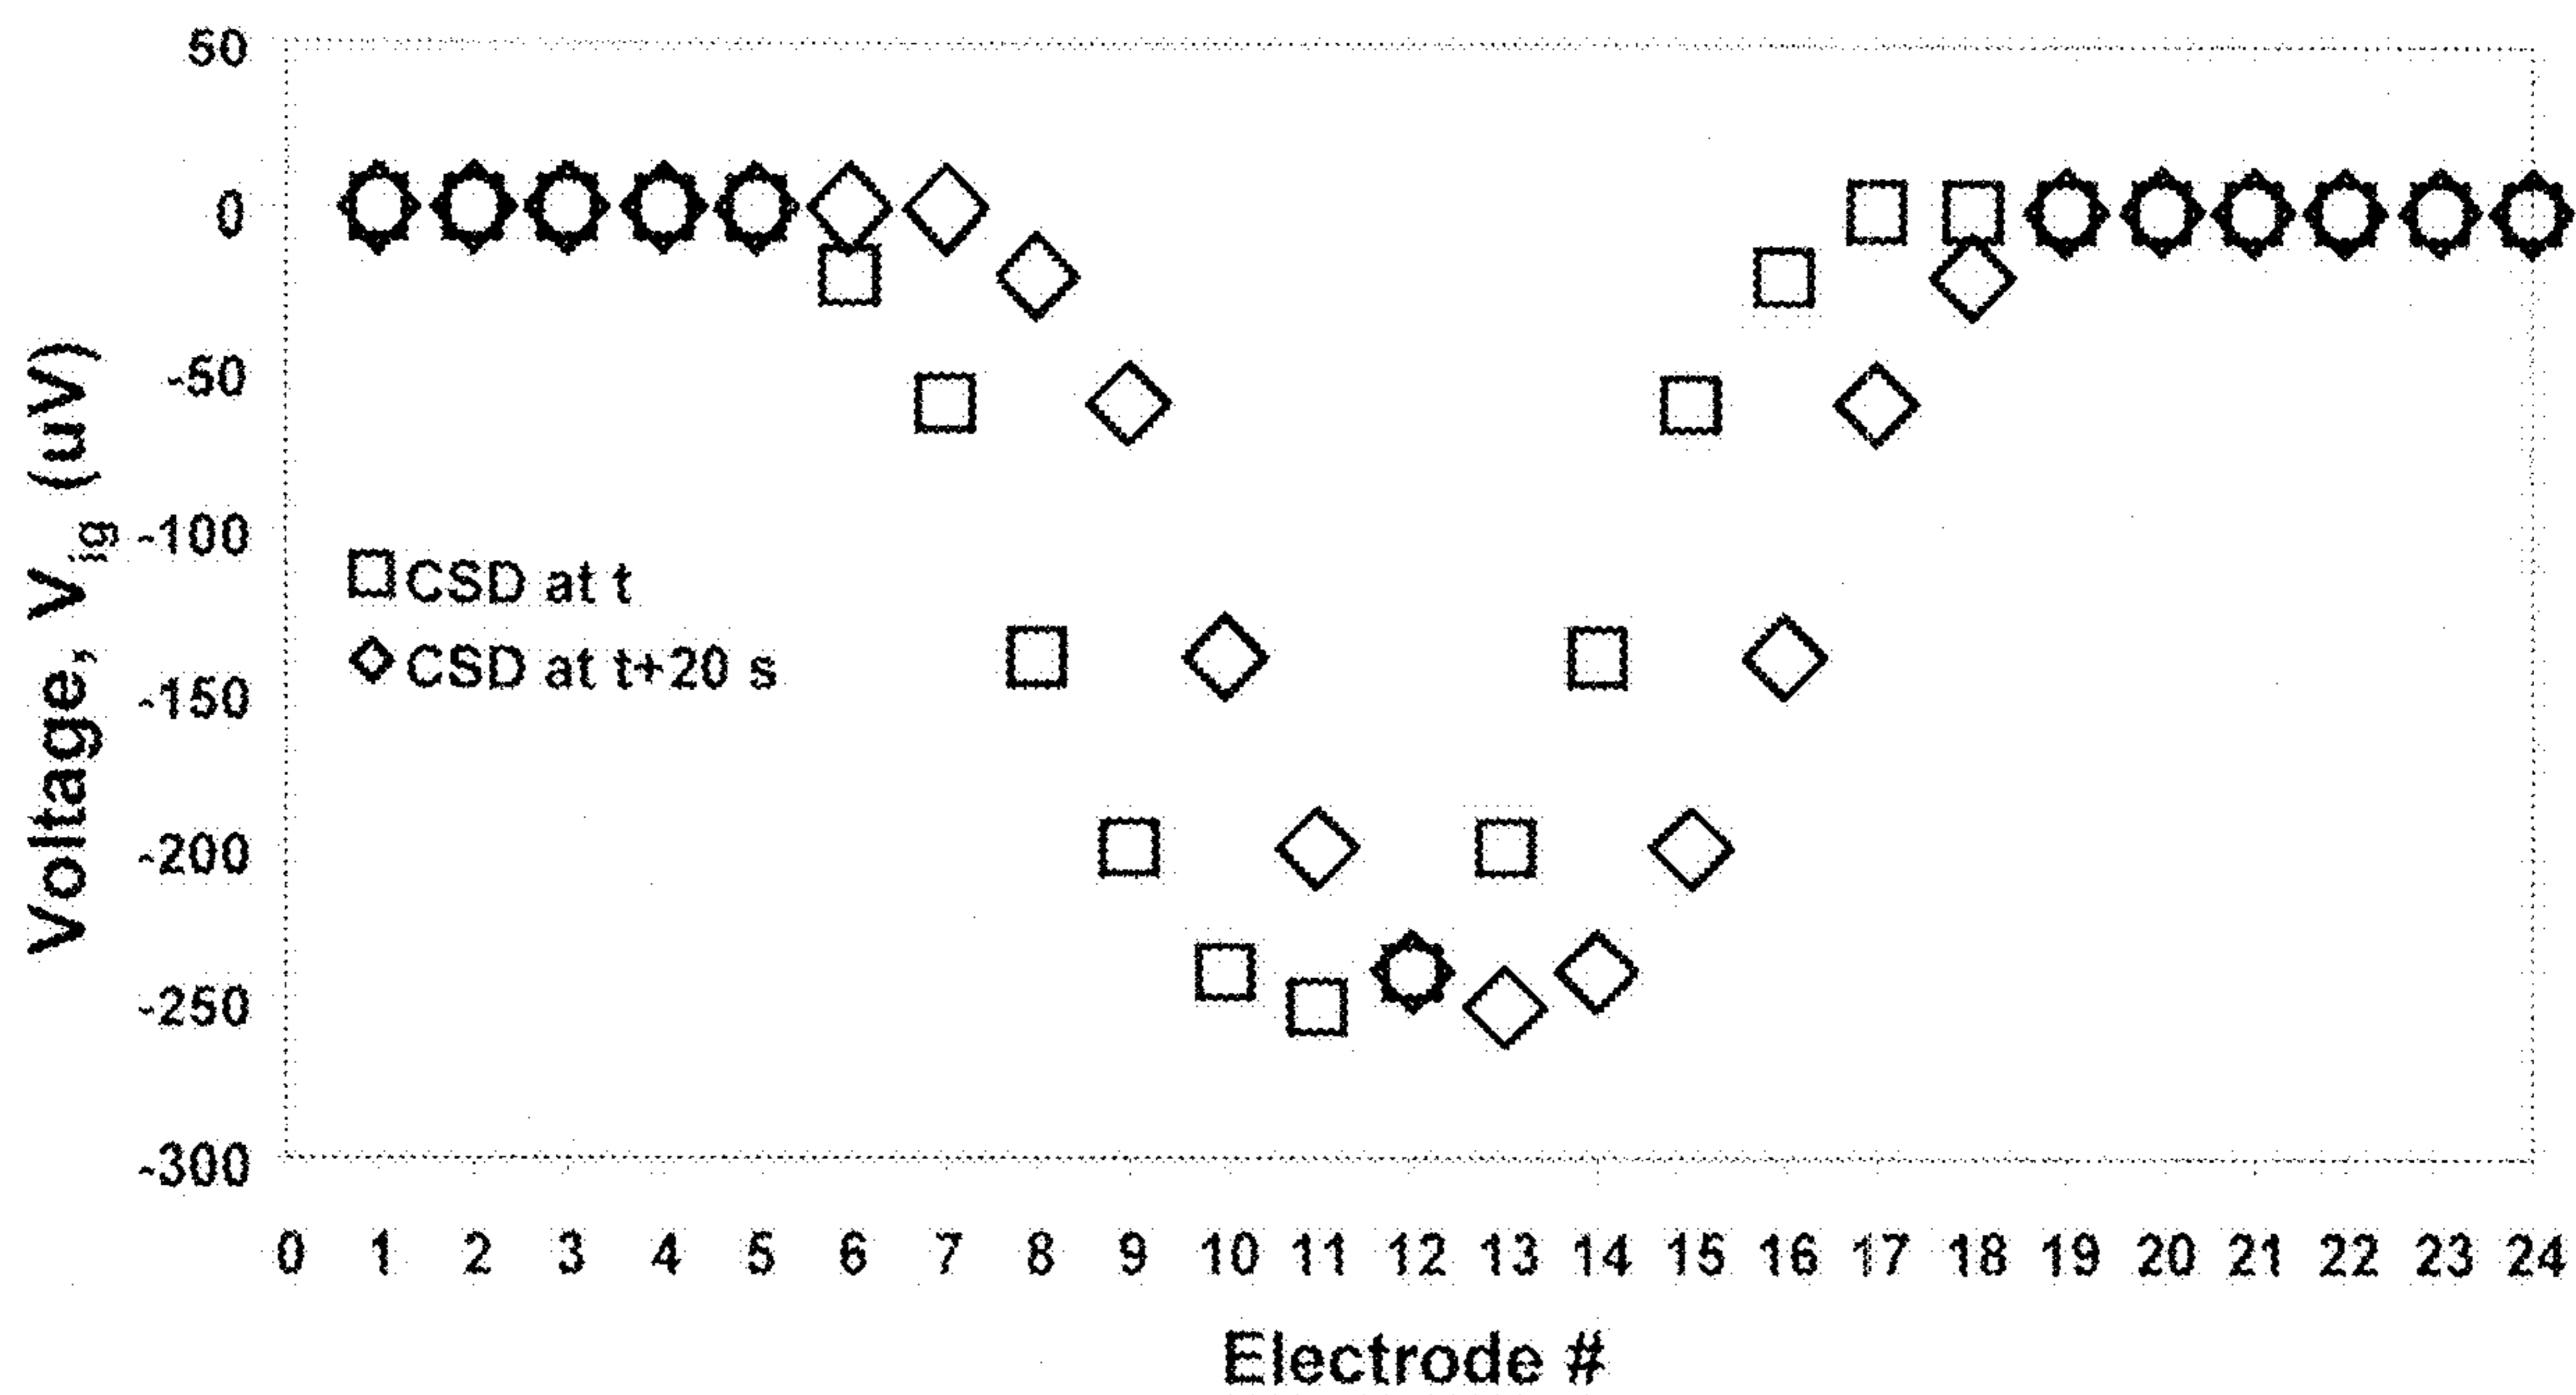 50
0
-50
-100
-150
-200
-250
-300
Voltage, Vig (uV)
CSD at t
CSD at t+20 s
0 1 2 3 4 5 6 7 8 9 10 11 12 13 14 15 16 17 18 19 20 21 22 23 24
Electrode #